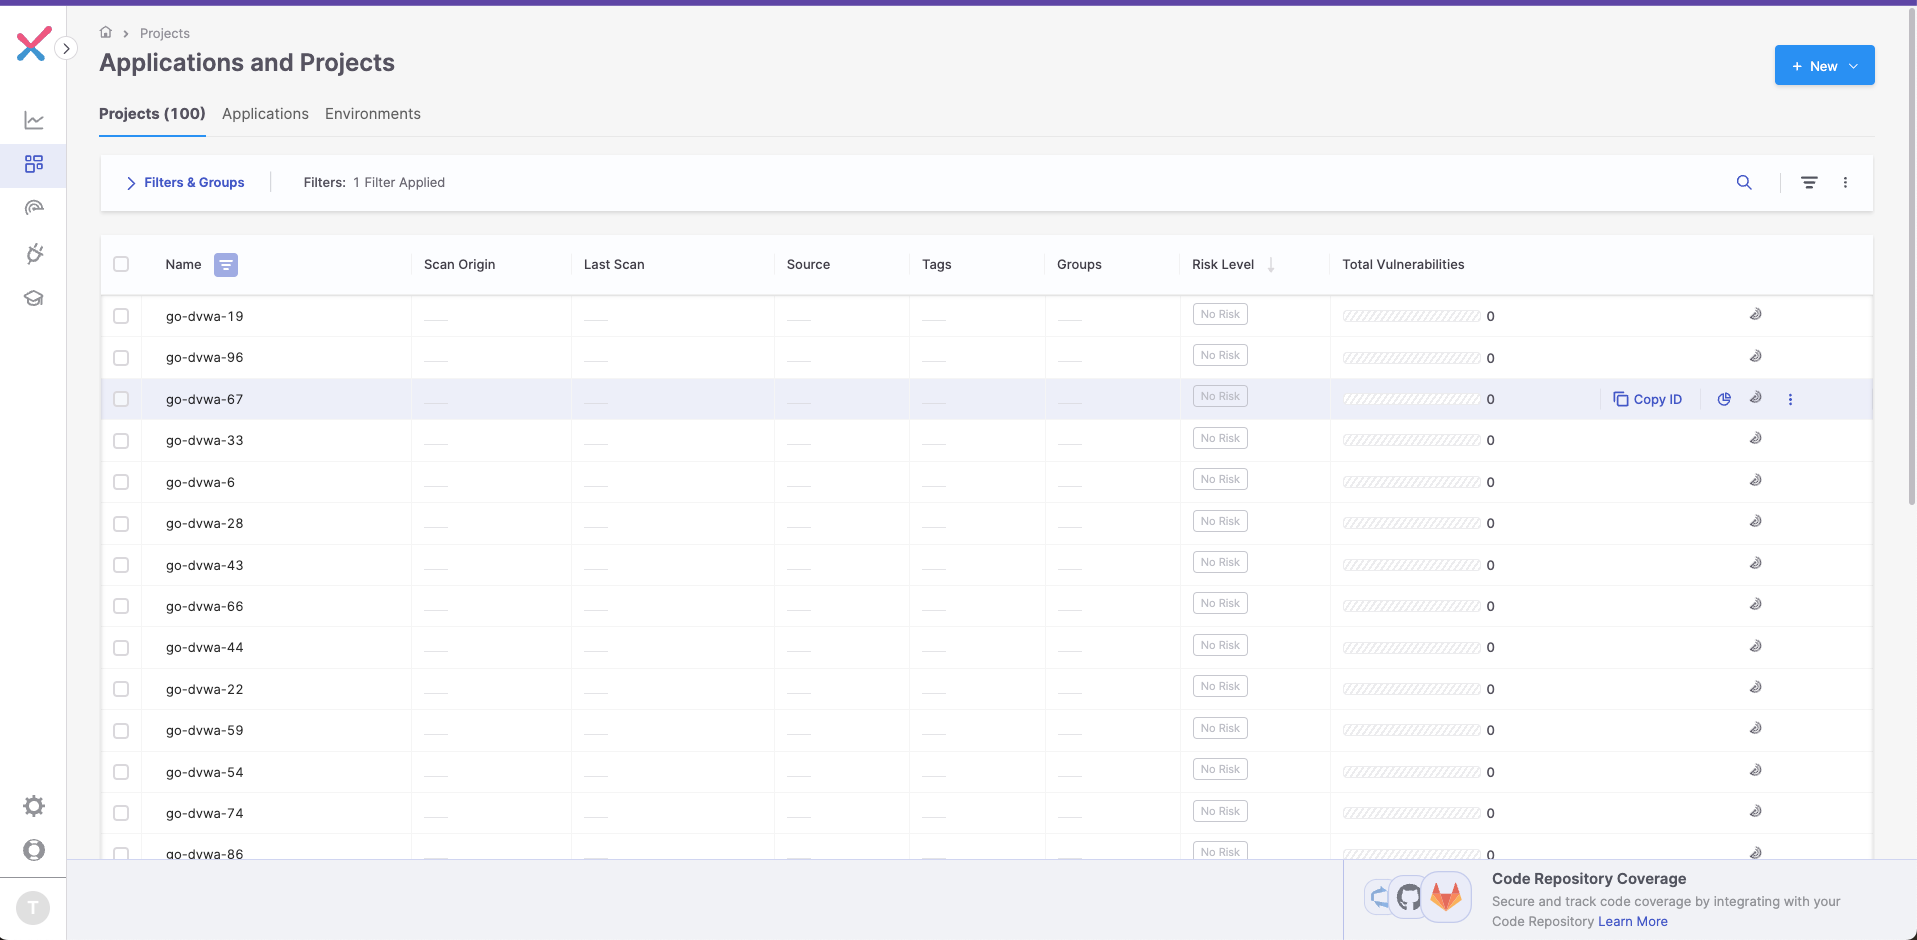 Projects
Applications and Projects
+ New
Projects (100) Applications Environments
Filters & Groups Filters: 1 Filter Applied
Name Scan Origin Last Scan Source Tags Groups Risk Level Total Vulnerabilities
go-dvwa-19 No Risk 0
go-dvwa-96 No Risk 0
go-dvwa-67 No Risk 0 Copy ID
go-dvwa-33 No Risk 0
go-dvwa-6 No Risk 0
go-dvwa-28 No Risk 0
go-dvwa-43 No Risk 0
go-dvwa-66 No Risk 0
go-dvwa-44 No Risk 0
go-dvwa-22 No Risk 0
go-dvwa-59 No Risk 0
go-dvwa-54 No Risk 0
go-dvwa-74 No Risk 0
go-dvwa-86 No Risk 0
T
Code Repository Coverage
Secure and track code coverage by integrating with your
Code Repository Learn More